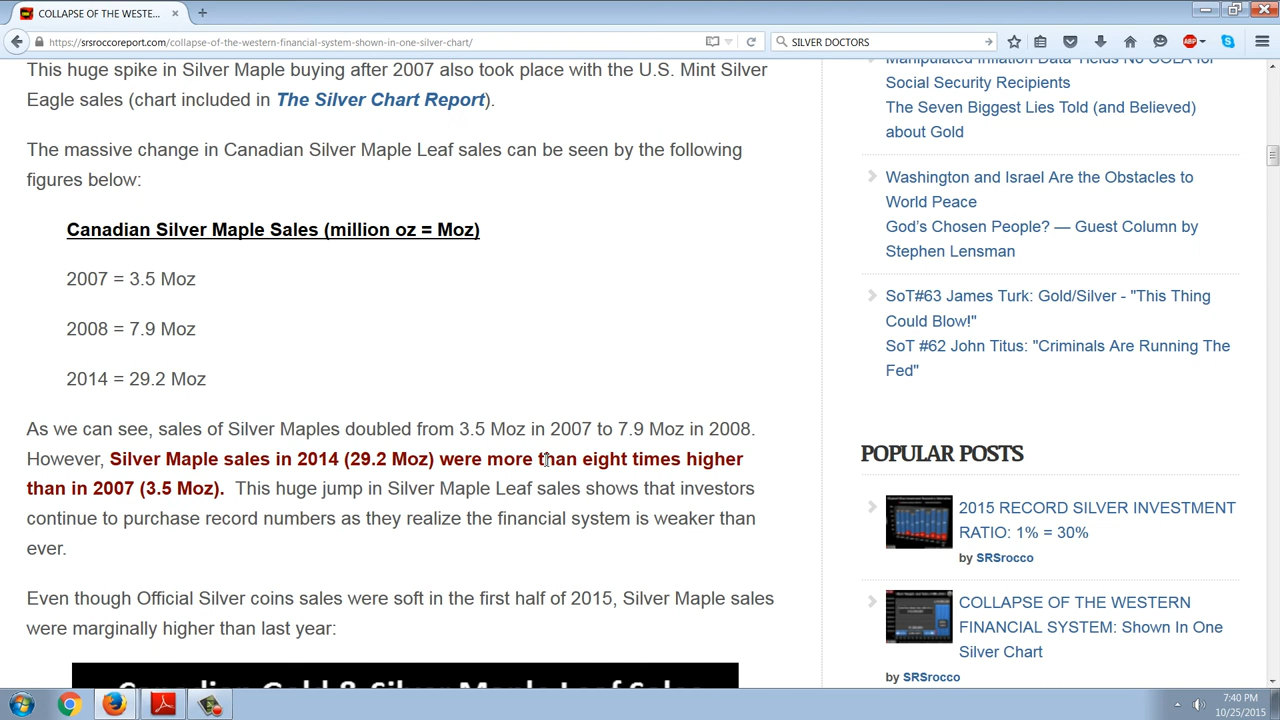 COLLAPSE OF THE WESTE...
https://srsroccoreport.com/collapse-of-the-western-financial-system-shown-in-one-silver-chart/
SILVER DOCTORS
ABP
This huge spike in Silver Maple buying after 2007 also took place with the U.S. Mint Silver
Eagle sales (chart included in The Silver Chart Report).
The massive change in Canadian Silver Maple Leaf sales can be seen by the following
figures below:
Canadian Silver Maple Sales (million oz = Moz)
2007 = 3.5 Moz
2008 = 7.9 Moz
2014 = 29.2 Moz
As we can see, sales of Silver Maples doubled from 3.5 Moz in 2007 to 7.9 Moz in 2008.
However, Silver Maple sales in 2014 (29.2 Moz) were more than eight times higher
than in 2007 (3.5 Moz). This huge jump in Silver Maple Leaf sales shows that investors
continue to purchase record numbers as they realize the financial system is weaker than
ever.
Even though Official Silver coins sales were soft in the first half of 2015, Silver Maple sales
were marginally higher than last year:
Canadian Gold & Silver Maple Leaf Sales
Manipulated Inflation Data Yields No COLA for
Social Security Recipients
The Seven Biggest Lies Told (and Believed)
about Gold
Washington and Israel Are the Obstacles to
World Peace
God's Chosen People? — Guest Column by
Stephen Lensman
SoT#63 James Turk: Gold/Silver - "This Thing
Could Blow!"
SoT #62 John Titus: "Criminals Are Running The
Fed"
POPULAR POSTS
2015 RECORD SILVER INVESTMENT
RATIO: 1% = 30%
by SRSrocco
COLLAPSE OF THE WESTERN
FINANCIAL SYSTEM: Shown In One
Silver Chart
by SRSrocco
7:40 PM
10/25/2015